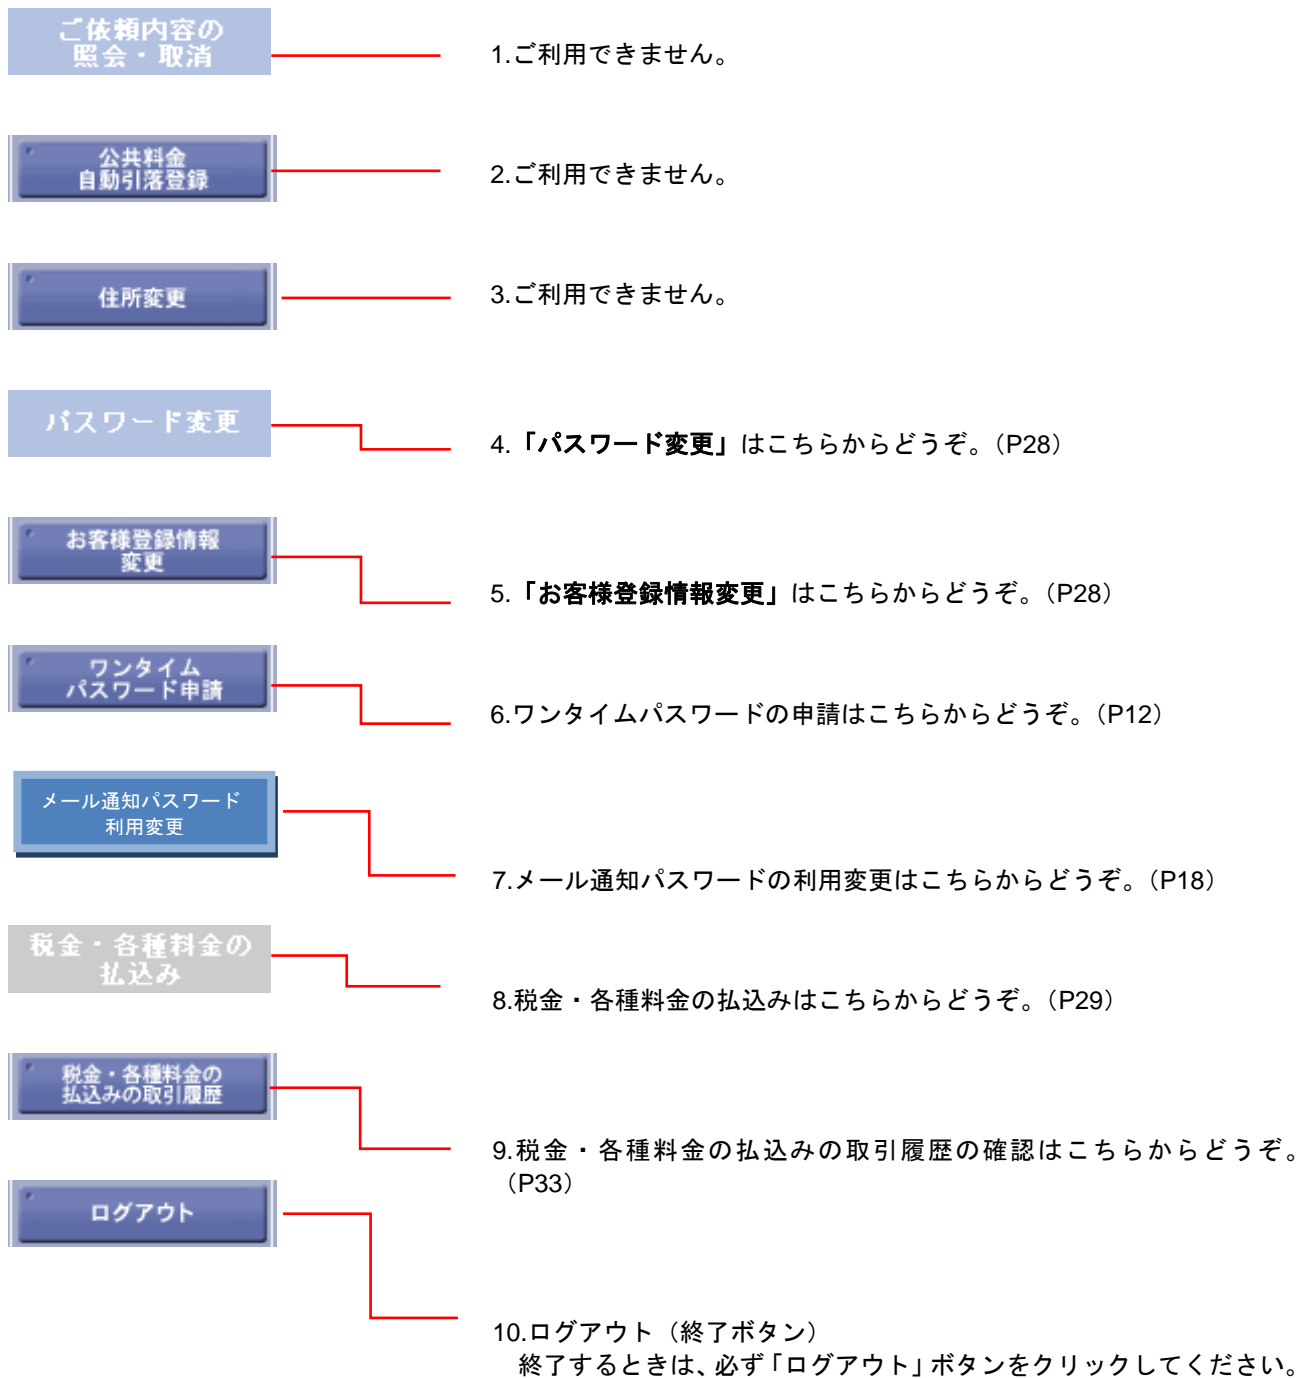 ご依頼内容の
照会・取消
1.ご利用できません。
公共料金
自動引落登録
2.ご利用できません。
住所変更
3.ご利用できません。
パスワード変更
4.「パスワード変更」はこちらからどうぞ。（P28）
お客様登録情報
変更
5.「お客様登録情報変更」はこちらからどうぞ。（P28）
ワンタイム
パスワード申請
6.ワンタイムパスワードの申請はこちらからどうぞ。（P12）
メール通知パスワード
利用変更
7.メール通知パスワードの利用変更はこちらからどうぞ。（P18）
税金・各種料金の
払込み
8.税金・各種料金の払込みはこちらからどうぞ。（P29）
税金・各種料金の
払込みの取引履歴
9.税金・各種料金の払込みの取引履歴の確認はこちらからどうぞ。
（P33）
ログアウト
10.ログアウト（終了ボタン）
終了するときは、必ず「ログアウト」ボタンをクリックしてください。